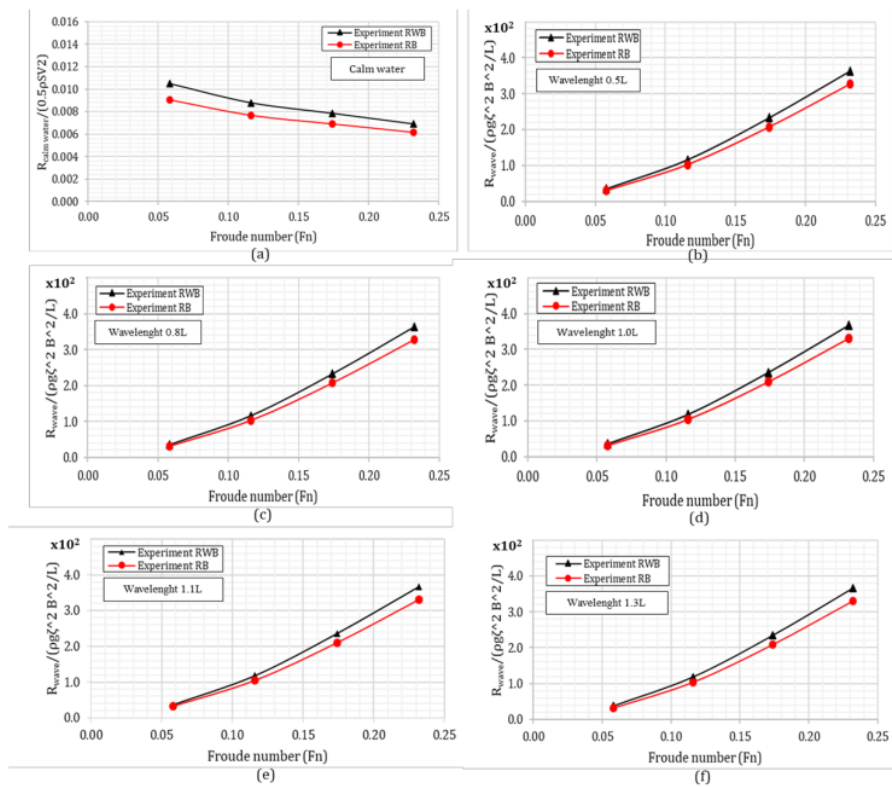 0.016
0.014
0.012
0.010
0.008
0.006
0.004
0.002
0.000
R calm water/(0.5ρSV2)
Experiment RWB
Experiment RB
Calm water
0.00 0.05 0.10 0.15 0.20 0.25
Froude number (Fn)
(a)
x10²
4.0
3.0
2.0
1.0
0.0
Rwave/(ρgζ^2 B^2/L)
Experiment RWB
Experiment RB
Wavelenght 0.5L
0.00 0.05 0.10 0.15 0.20 0.25
Froude number (Fn)
(b)
x10²
4.0
3.0
2.0
1.0
0.0
Rwave/(ρgζ^2 B^2/L)
Experiment RWB
Experiment RB
Wavelenght 0.8L
0.00 0.05 0.10 0.15 0.20 0.25
Froude number (Fn)
(c)
x10²
4.0
3.0
2.0
1.0
0.0
Rwave/(ρgζ^2 B^2/L)
Experiment RWB
Experiment RB
Wavelenght 1.0L
0.00 0.05 0.10 0.15 0.20 0.25
Froude number (Fn)
(d)
x10²
4.0
3.0
2.0
1.0
0.0
Rwave/(ρgζ^2 B^2/L)
Experiment RWB
Experiment RB
Wavelenght 1.1L
0.00 0.05 0.10 0.15 0.20 0.25
Froude number (Fn)
(e)
x10²
4.0
3.0
2.0
1.0
0.0
Rwave/(ρgζ^2 B^2/L)
Experiment RWB
Experiment RB
Wavelenght 1.3L
0.00 0.05 0.10 0.15 0.20 0.25
Froude number (Fn)
(f)